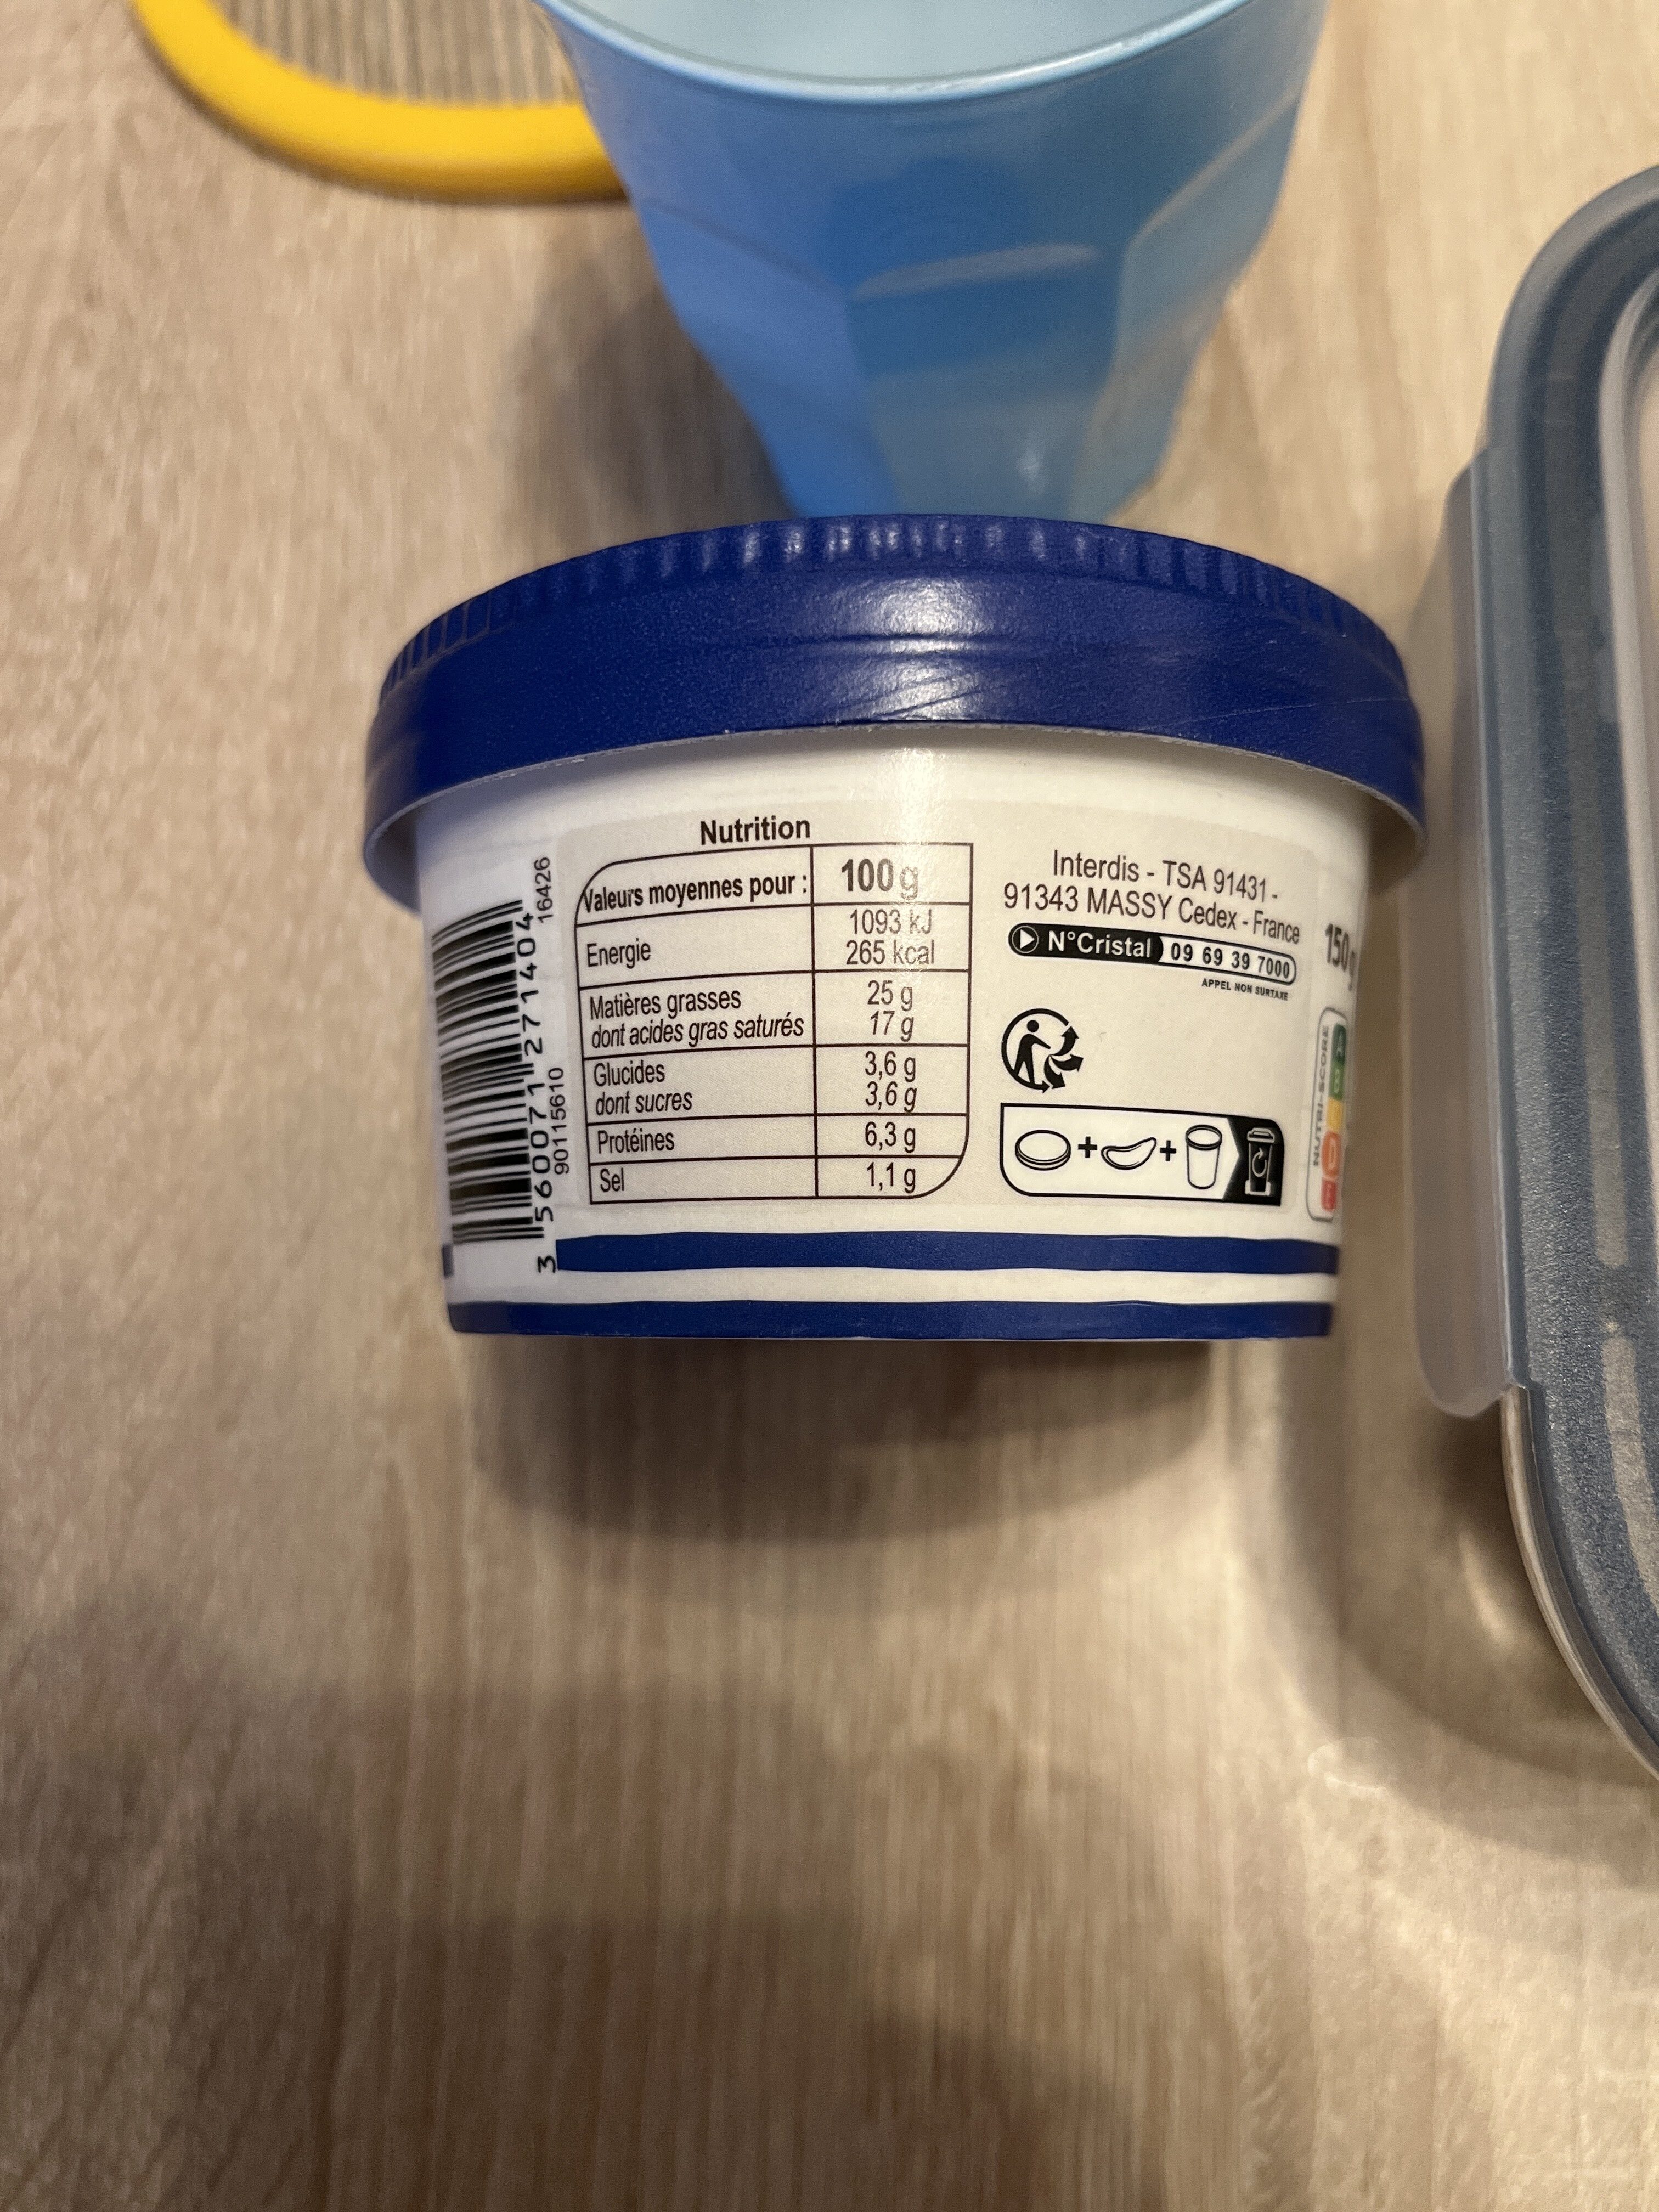 16426
3 560071 271404
90115610
Nutrition
Valeurs moyennes pour : 100 g
Energie 1093 kJ
265 kcal
Matières grasses 25 g
dont acides gras saturés 17 g
Glucides 3,6 g
dont sucres 3,6 g
Protéines 6,3 g
Sel 1,1 g
Interdis - TSA 91431 -
91343 MASSY Cedex - France
N°Cristal 09 69 39 7000
APPEL NON SURTAXE
150g
NUTRI-SCORE
A B D E